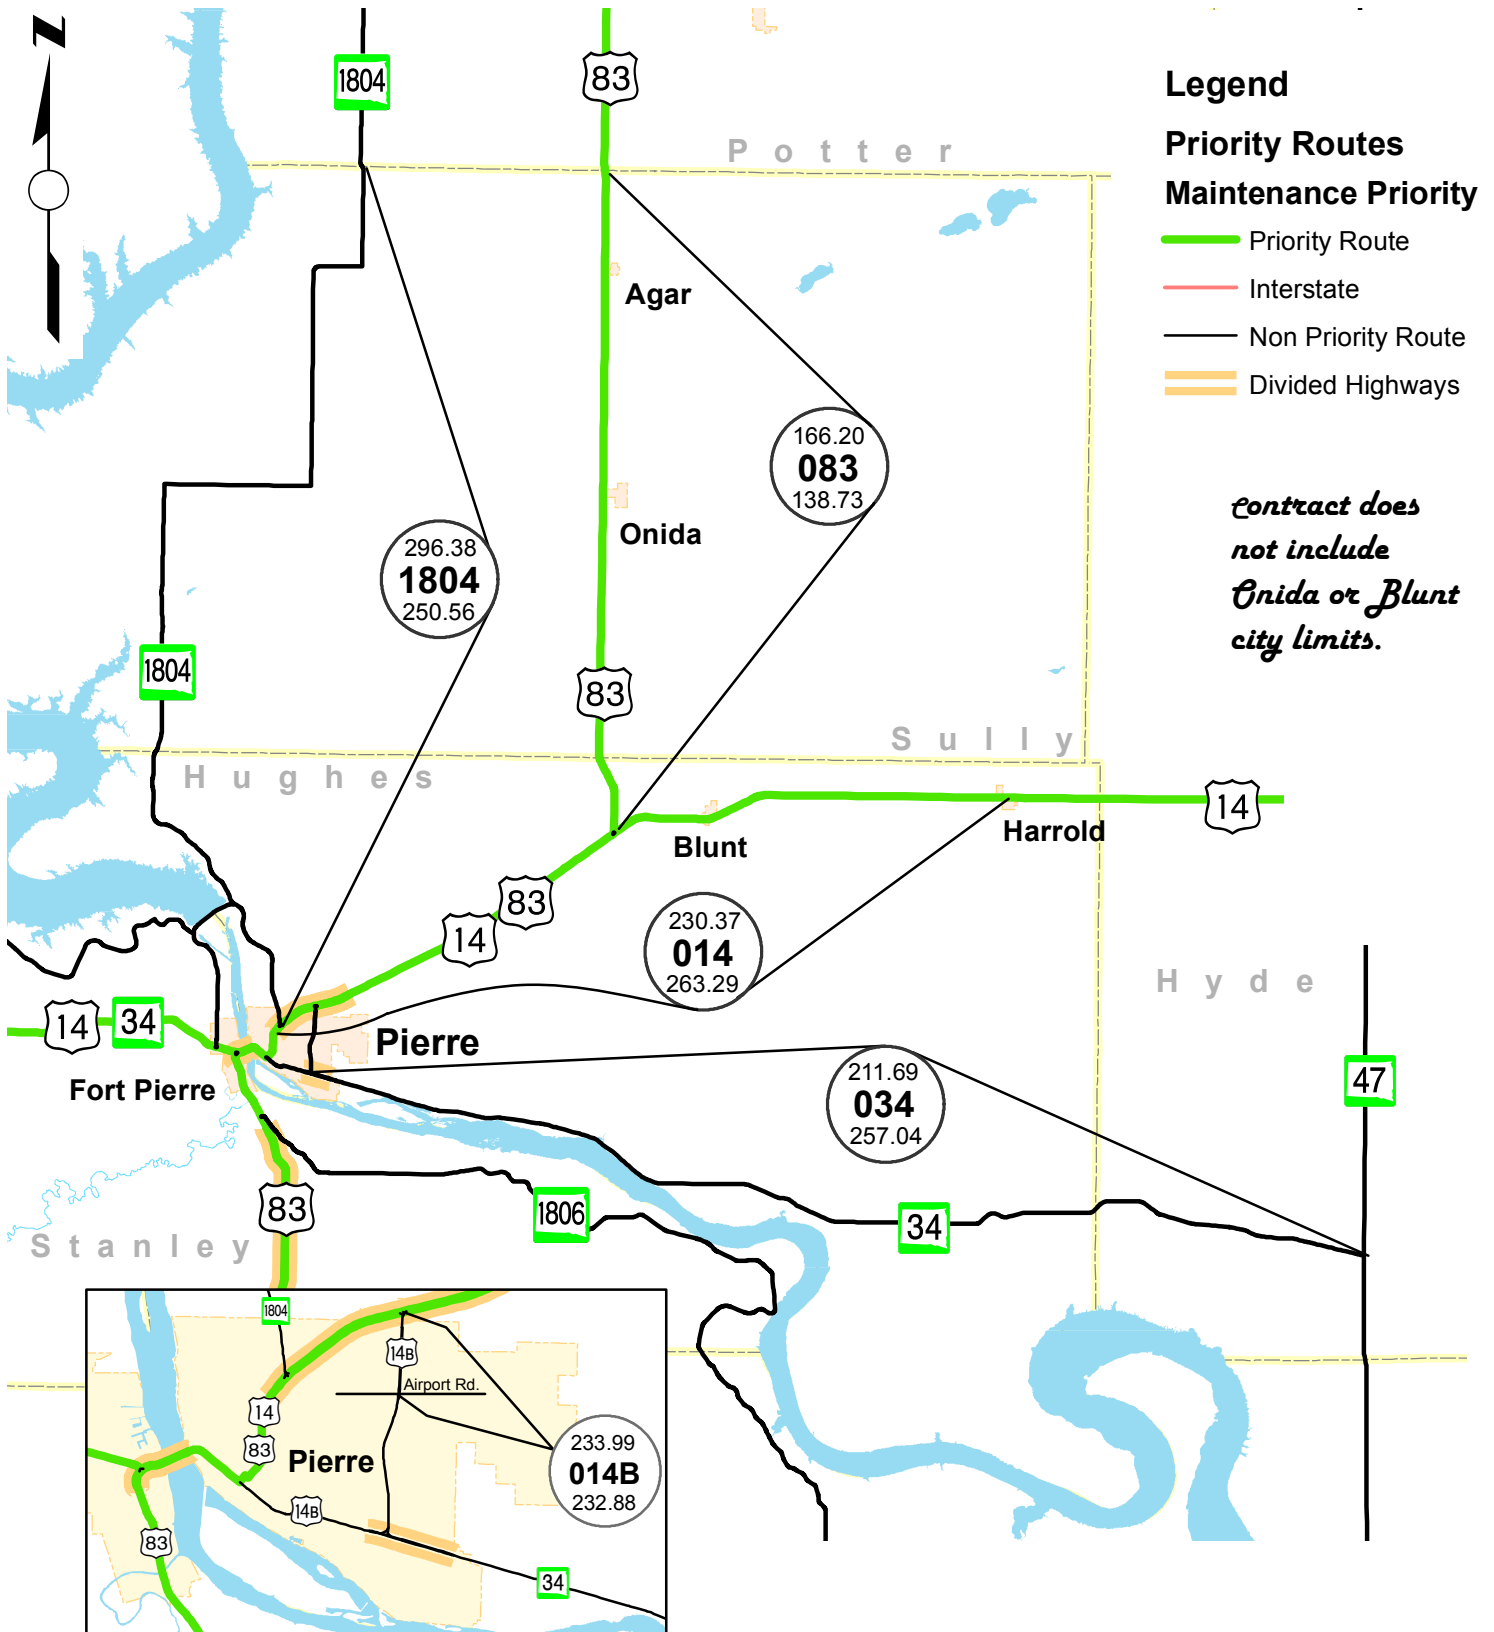 N
1804
83
Potter
Legend
Priority Routes
Maintenance Priority
Priority Route
Interstate
Non Priority Route
Divided Highways
Agar
166.20
083
138.73
Contract does
not include
Onida or Blunt
city limits.
Onida
296.38
1804
250.56
1804
83
Sully
Hughes
14
Harrold
Blunt
83
14
230.37
014
263.29
Hyde
14
34
Pierre
Fort Pierre
211.69
034
257.04
47
83
1806
34
Stanley
1804
14B
Airport Rd.
14
83
Pierre
233.99
014B
232.88
14B
83
34